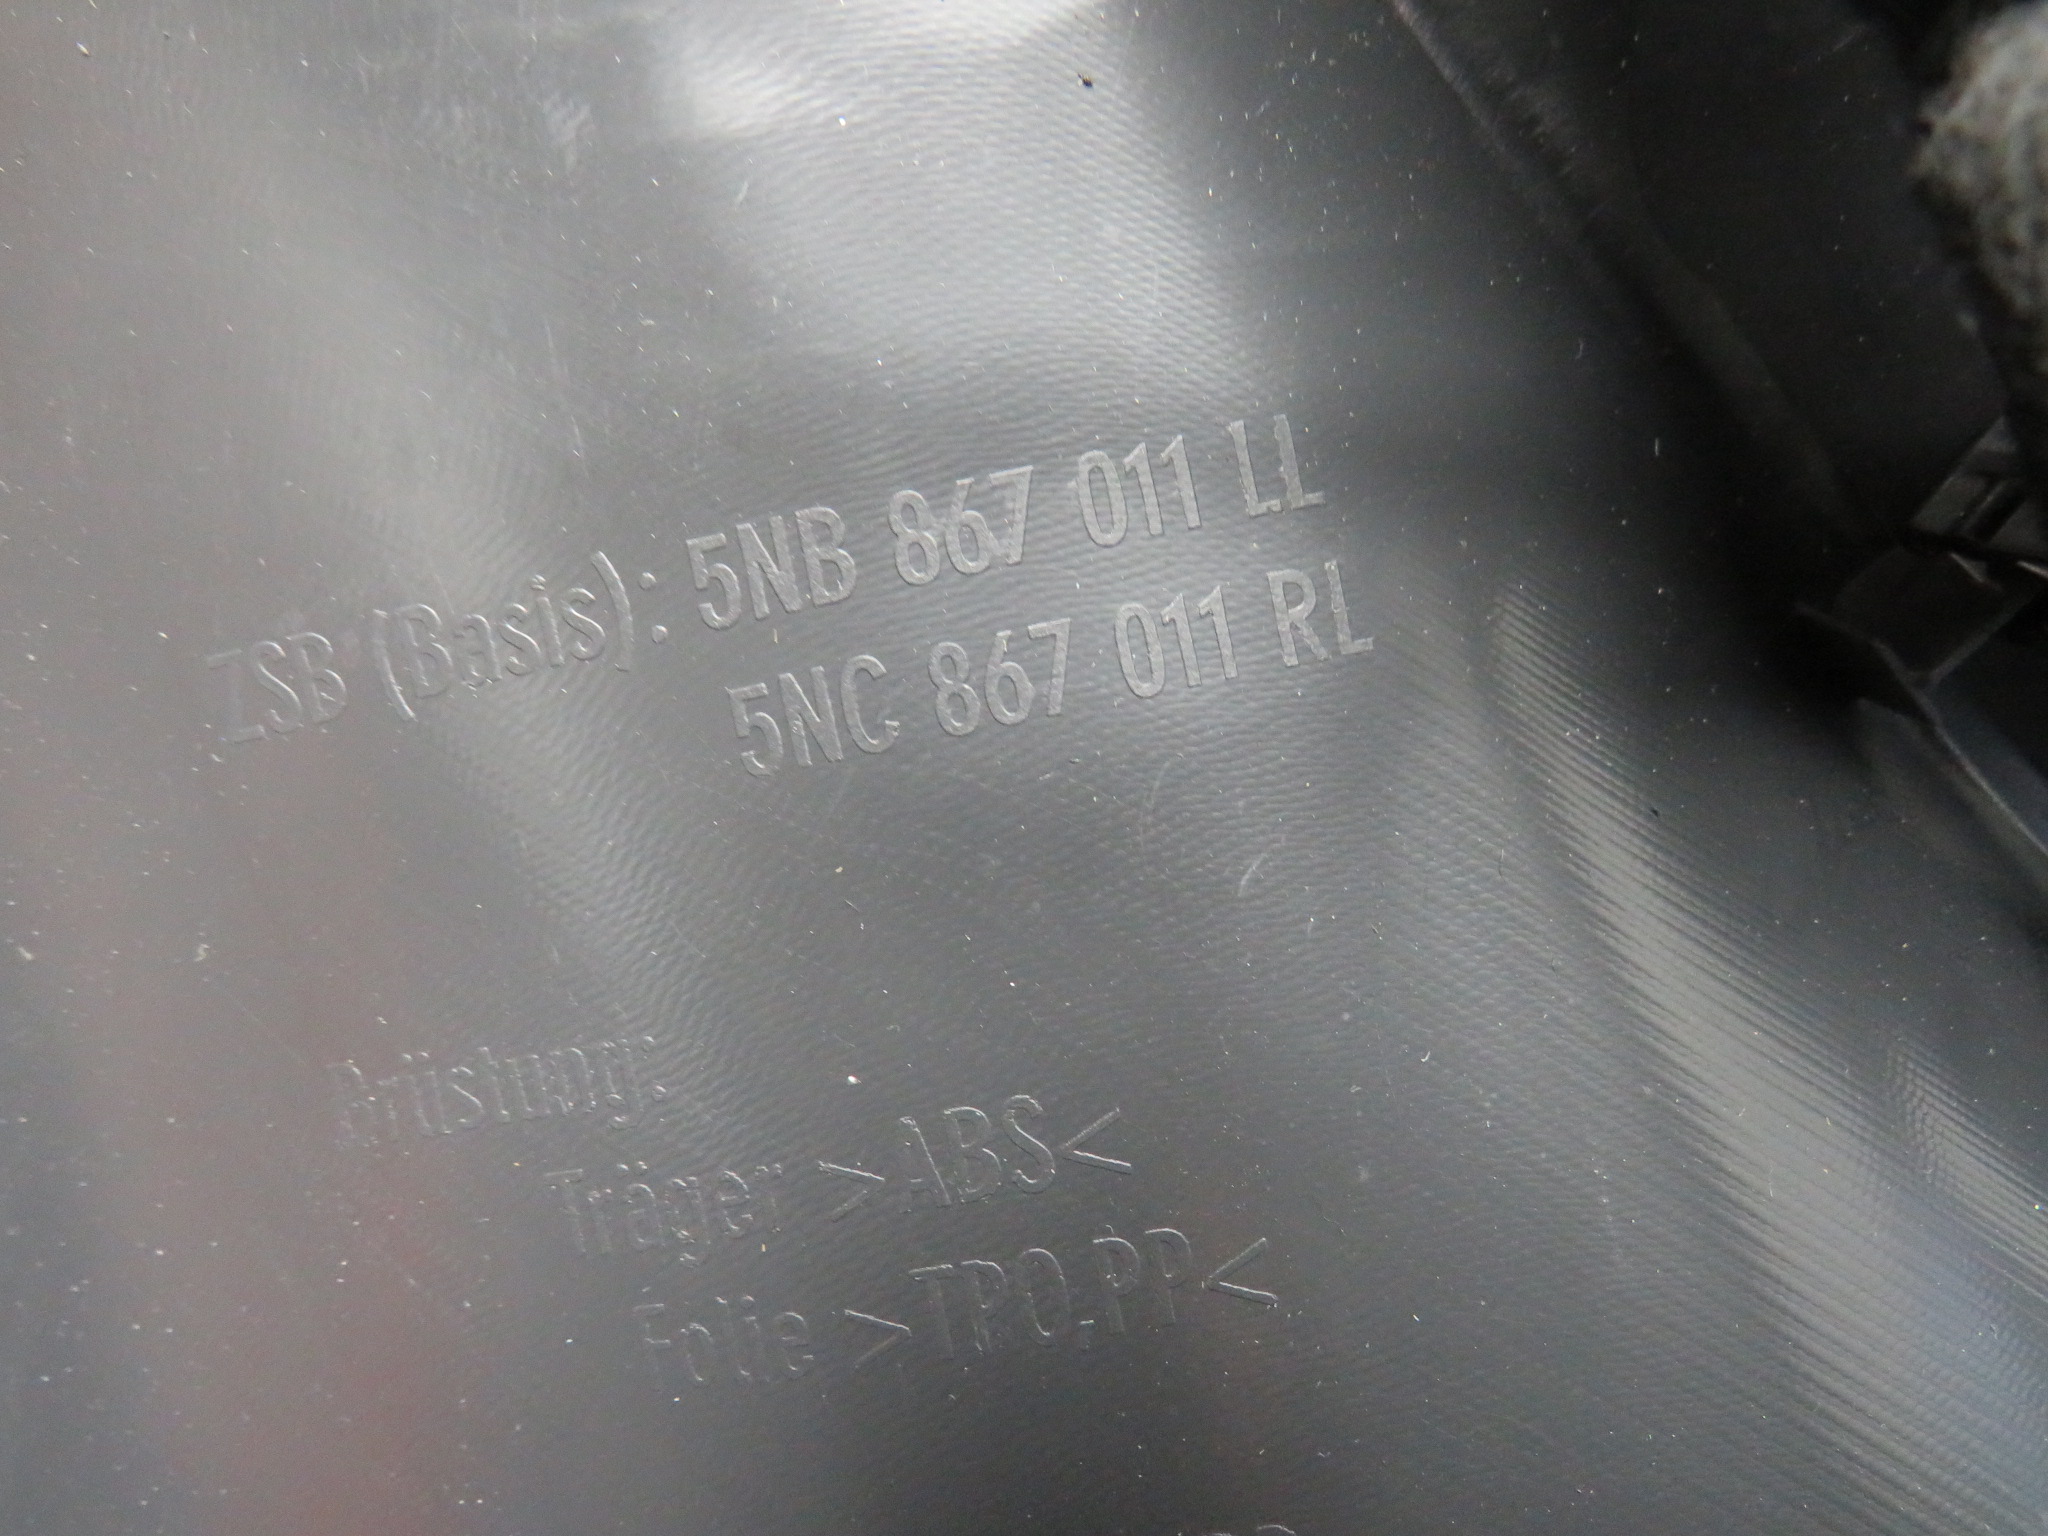 ZSB (Basis): 5NB 867 011 LL
5NC 867 011 RL
Brüstung:
Träger >ABS<
Folie >TPO.PP<